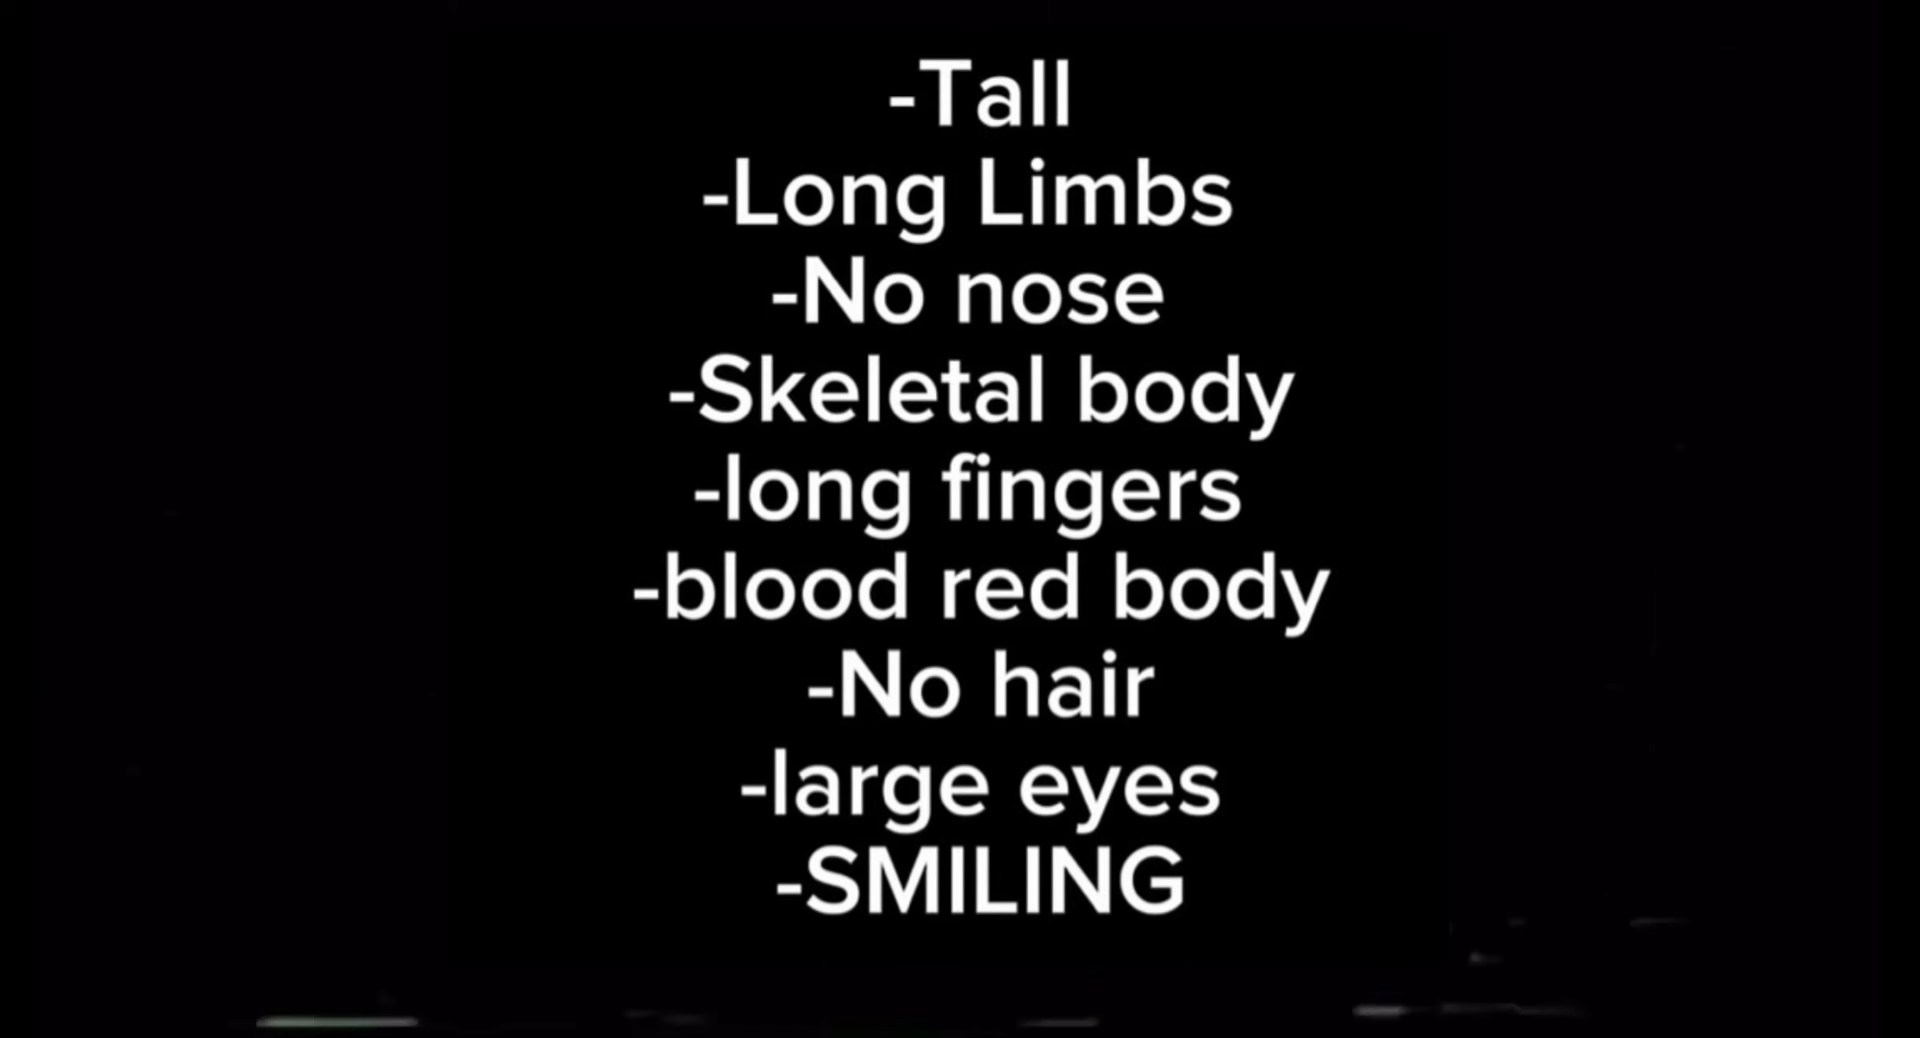 -Tall
-Long Limbs
-No nose
-Skeletal body
-long fingers
-blood red body
-No hair
-large eyes
-SMILING